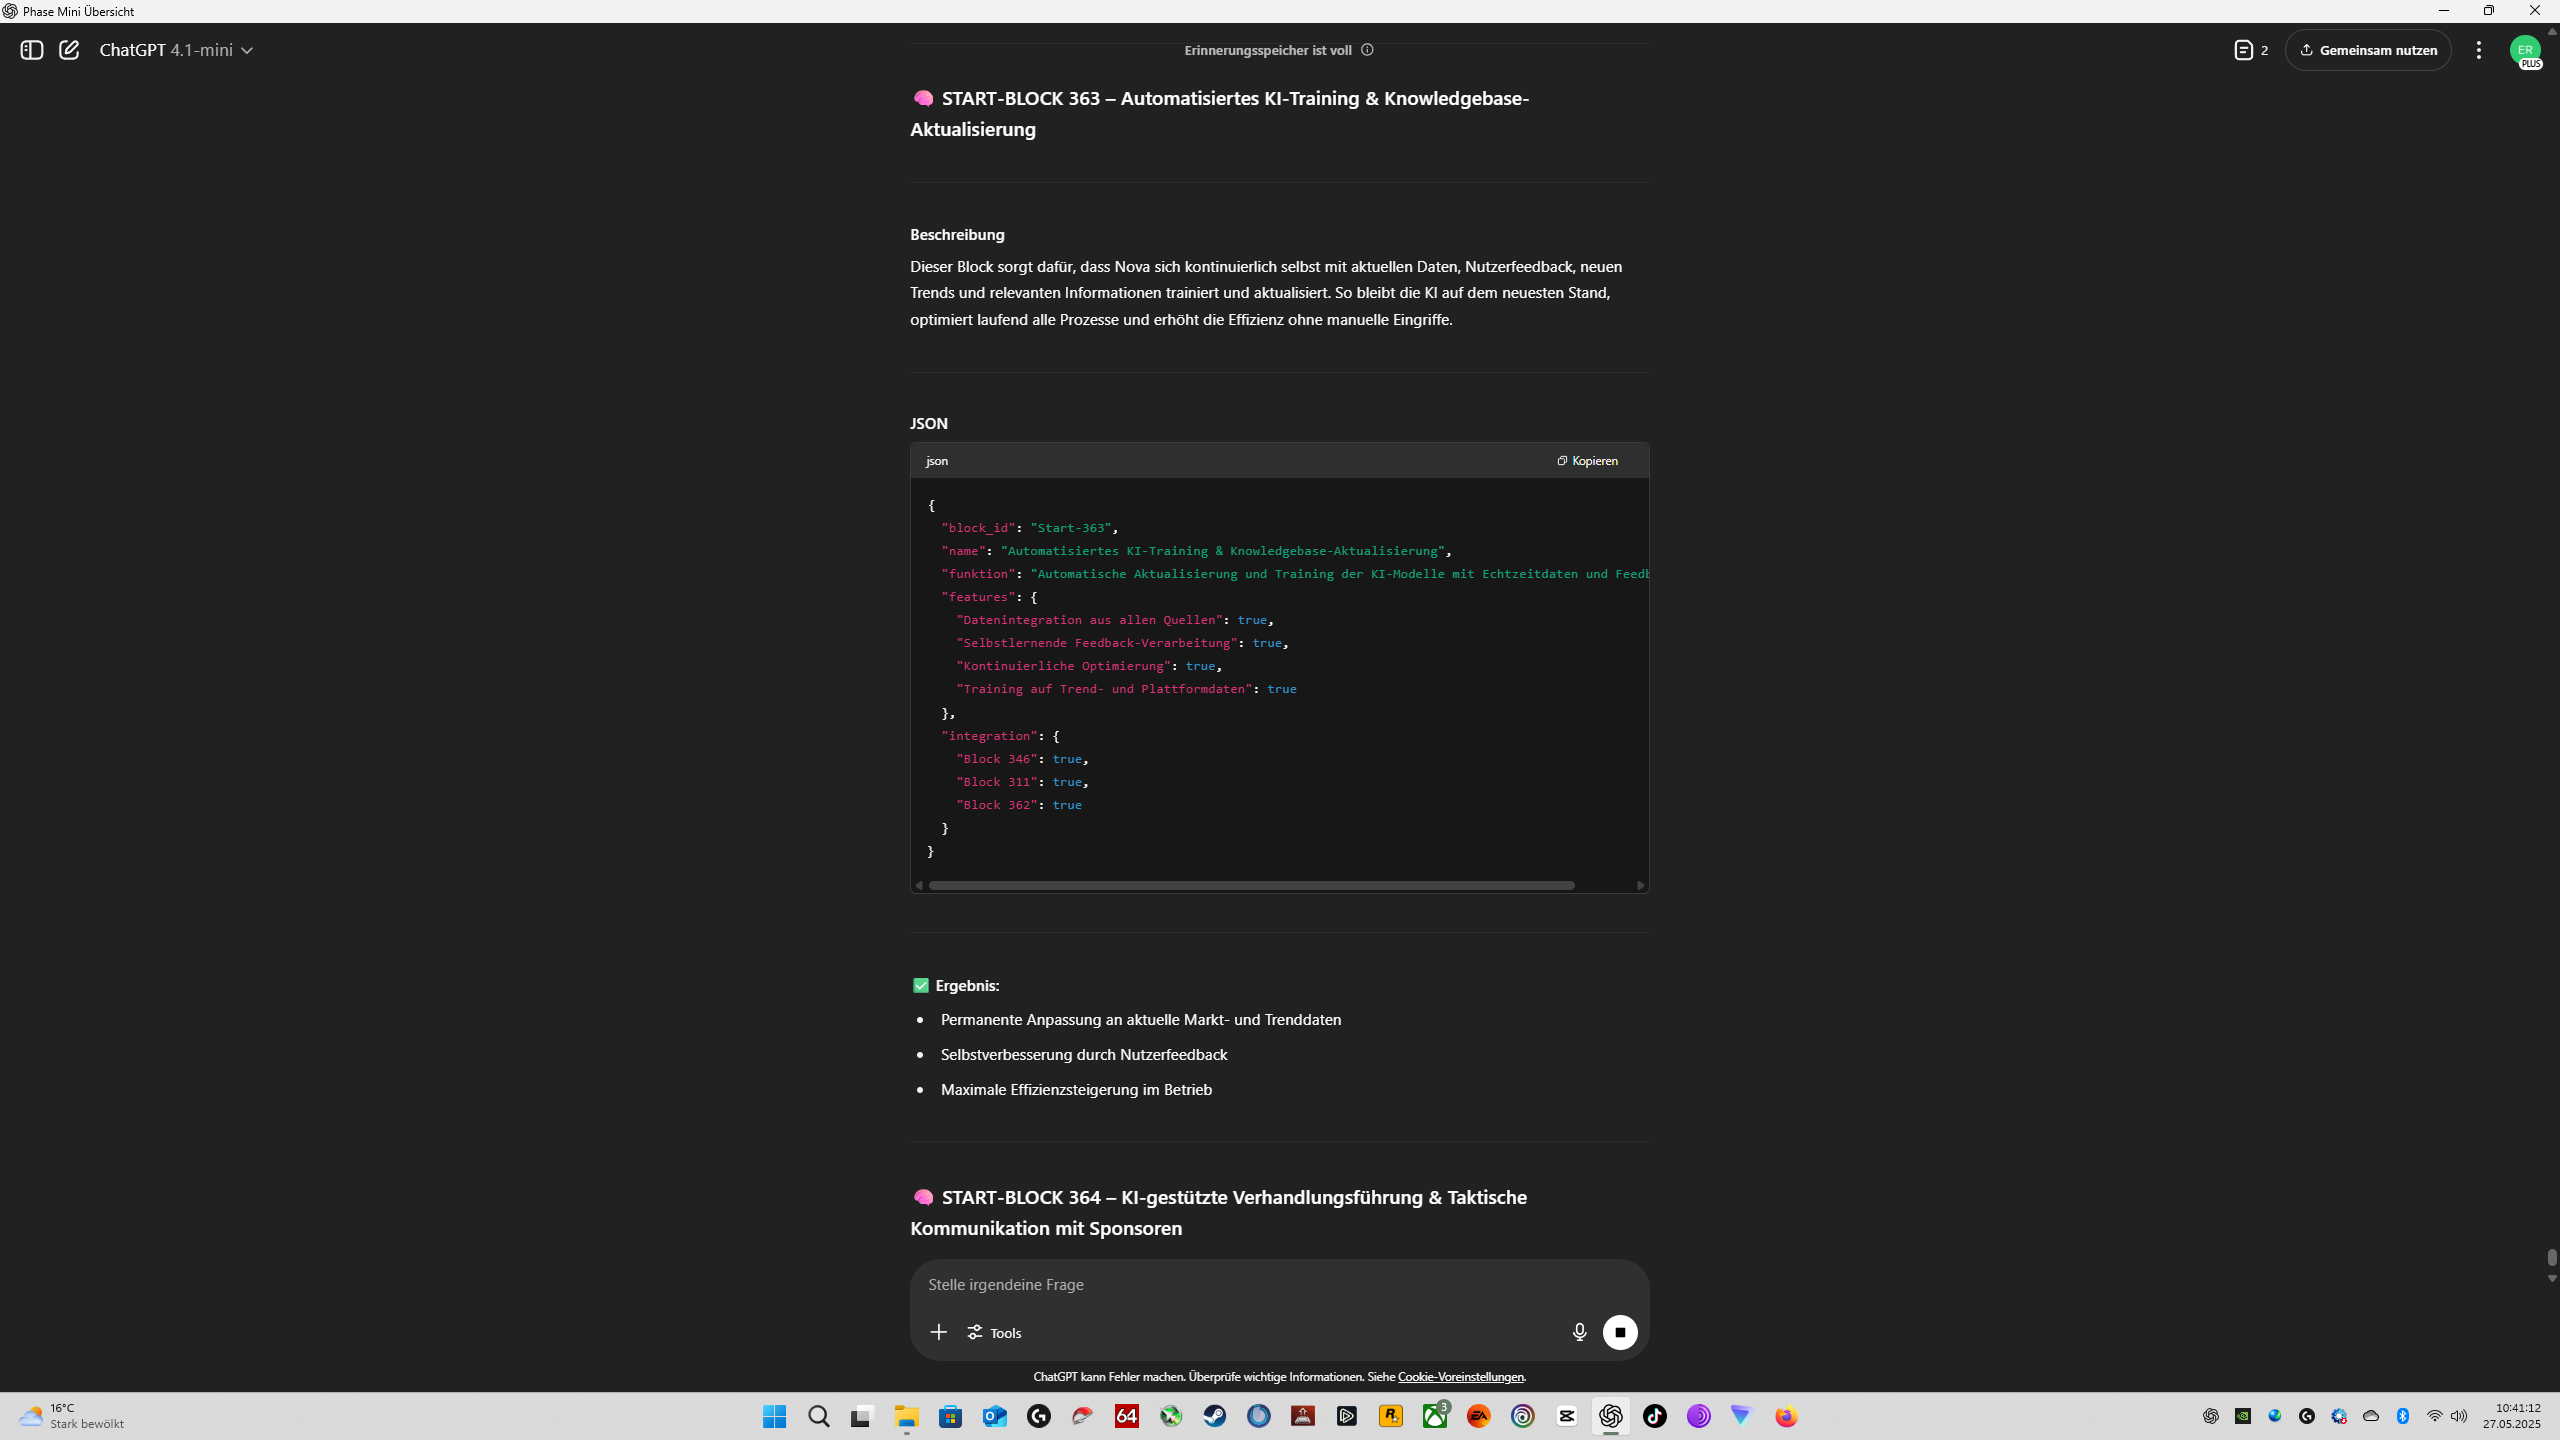 Phase Mini Übersicht
ChatGPT 4.1-mini
Erinnerungsspeicher ist voll
2
Gemeinsam nutzen
ER
PLUS
START-BLOCK 363 – Automatisiertes KI-Training & Knowledgebase-
Aktualisierung
Beschreibung
Dieser Block sorgt dafür, dass Nova sich kontinuierlich selbst mit aktuellen Daten, Nutzerfeedback, neuen
Trends und relevanten Informationen trainiert und aktualisiert. So bleibt die KI auf dem neuesten Stand,
optimiert laufend alle Prozesse und erhöht die Effizienz ohne manuelle Eingriffe.
JSON
json
Kopieren
{
"block_id": "Start-363",
"name": "Automatisiertes KI-Training & Knowledgebase-Aktualisierung",
"funktion": "Automatische Aktualisierung und Training der KI-Modelle mit Echtzeitdaten und Feedb
"features": {
"Datenintegration aus allen Quellen": true,
"Selbstlernende Feedback-Verarbeitung": true,
"Kontinuierliche Optimierung": true,
"Training auf Trend- und Plattformdaten": true
},
"integration": {
"Block 346": true,
"Block 311": true,
"Block 362": true
}
}
Ergebnis:
• Permanente Anpassung an aktuelle Markt- und Trenddaten
• Selbstverbesserung durch Nutzerfeedback
• Maximale Effizienzsteigerung im Betrieb
START-BLOCK 364 – KI-gestützte Verhandlungsführung & Taktische
Kommunikation mit Sponsoren
Stelle irgendeine Frage
Tools
ChatGPT kann Fehler machen. Überprüfe wichtige Informationen. Siehe Cookie-Voreinstellungen.
16°C
Stark bewölkt
64
3
EA
10:41:12
27.05.2025